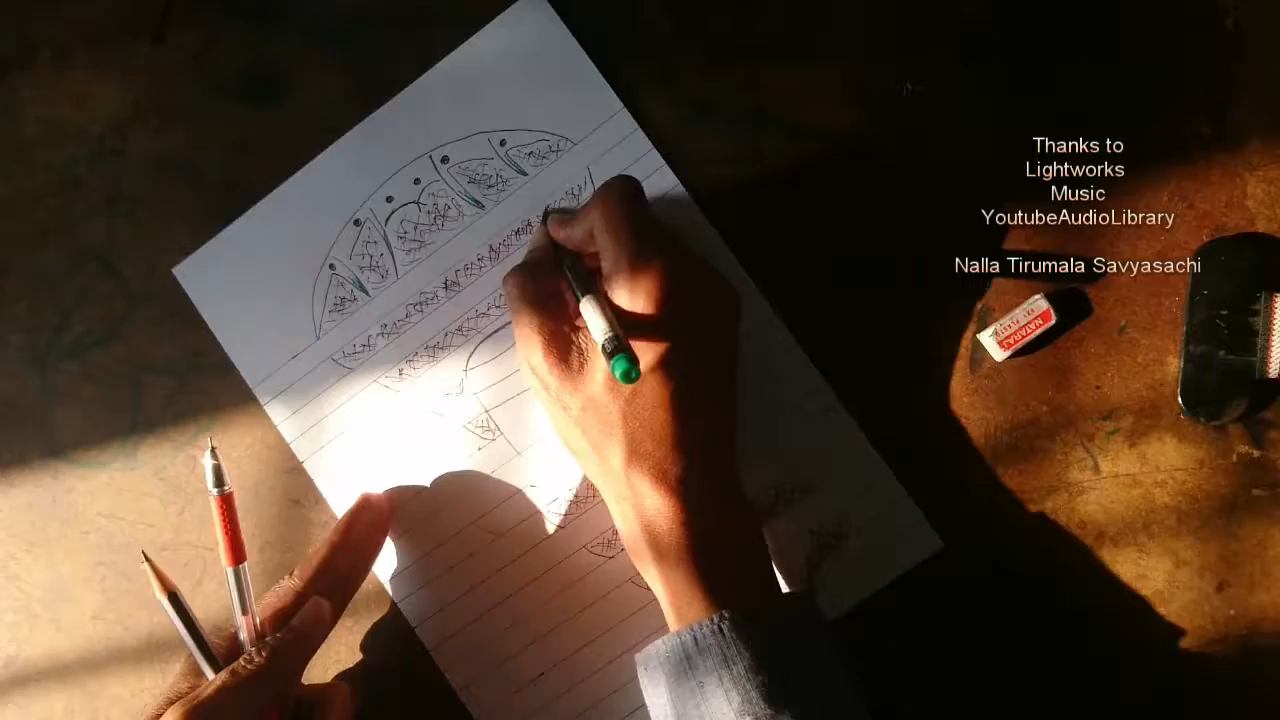 Thanks to
Lightworks
Music
YoutubeAudioLibrary
Nalla Tirumala Savyasachi
NATARAJ